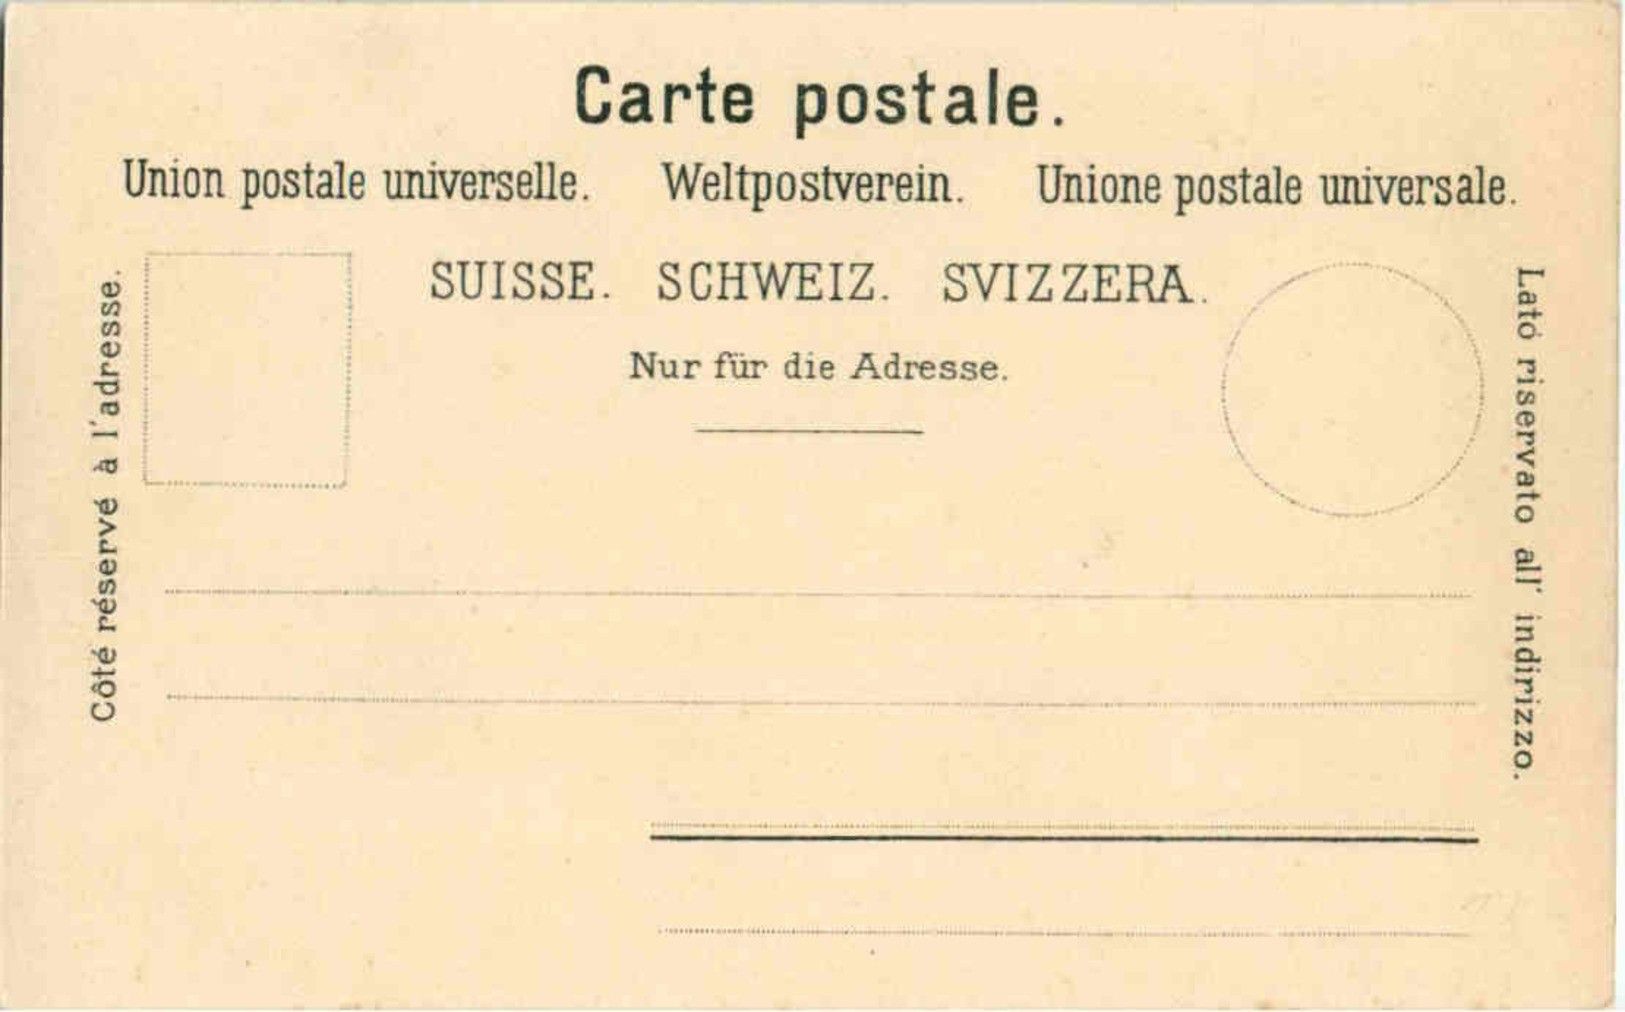 Carte postale.
Union postale universelle. Weltpostverein. Unione postale universale.
SUISSE. SCHWEIZ. SVIZZERA.
Nur für die Adresse.
Côté réservé à l'adresse.
Lató riservato all' indirizzo.